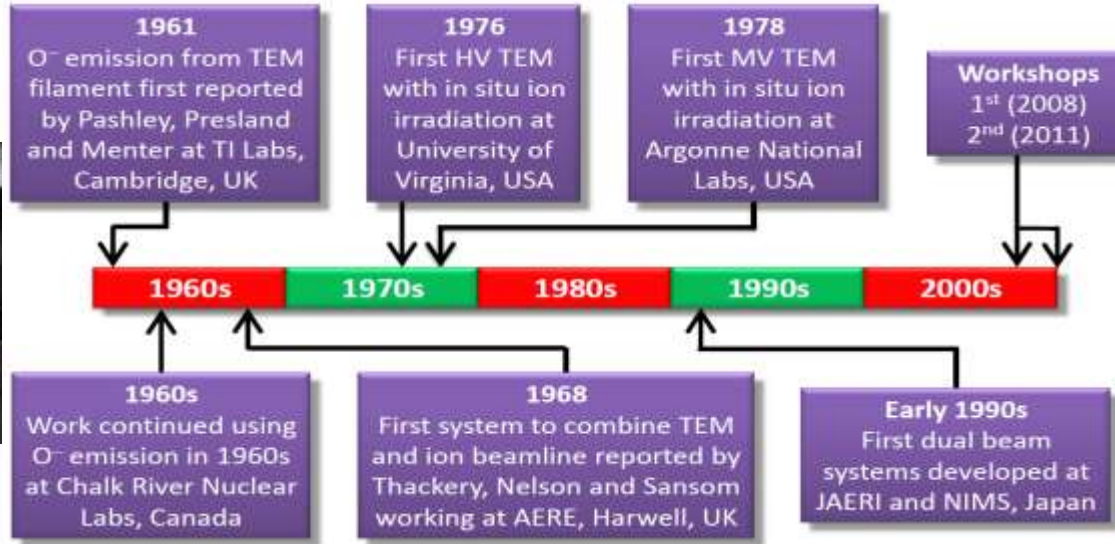 1961
O⁻ emission from TEM
filament first reported
by Pashley, Presland
and Menter at TI Labs,
Cambridge, UK
1976
First HV TEM
with in situ ion
irradiation at
University of
Virginia, USA
1978
First MV TEM
with in situ ion
irradiation at
Argonne National
Labs, USA
Workshops
1st (2008)
2nd (2011)
1960s
1970s
1980s
1990s
2000s
1960s
Work continued using
O⁻ emission in 1960s
at Chalk River Nuclear
Labs, Canada
1968
First system to combine TEM
and ion beamline reported by
Thackery, Nelson and Sansom
working at AERE, Harwell, UK
Early 1990s
First dual beam
systems developed at
JAERI and NIMS, Japan